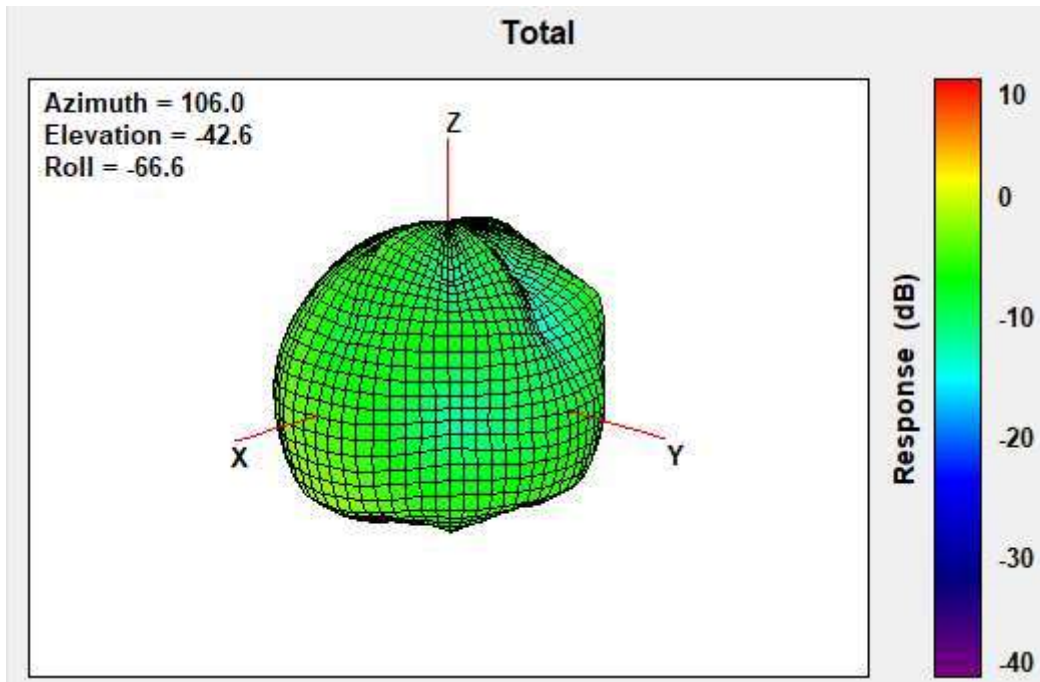 Total
Azimuth = 106.0
Elevation = -42.6
Roll = -66.6
Z
X
Y
10
0
-10
-20
-30
-40
Response (dB)